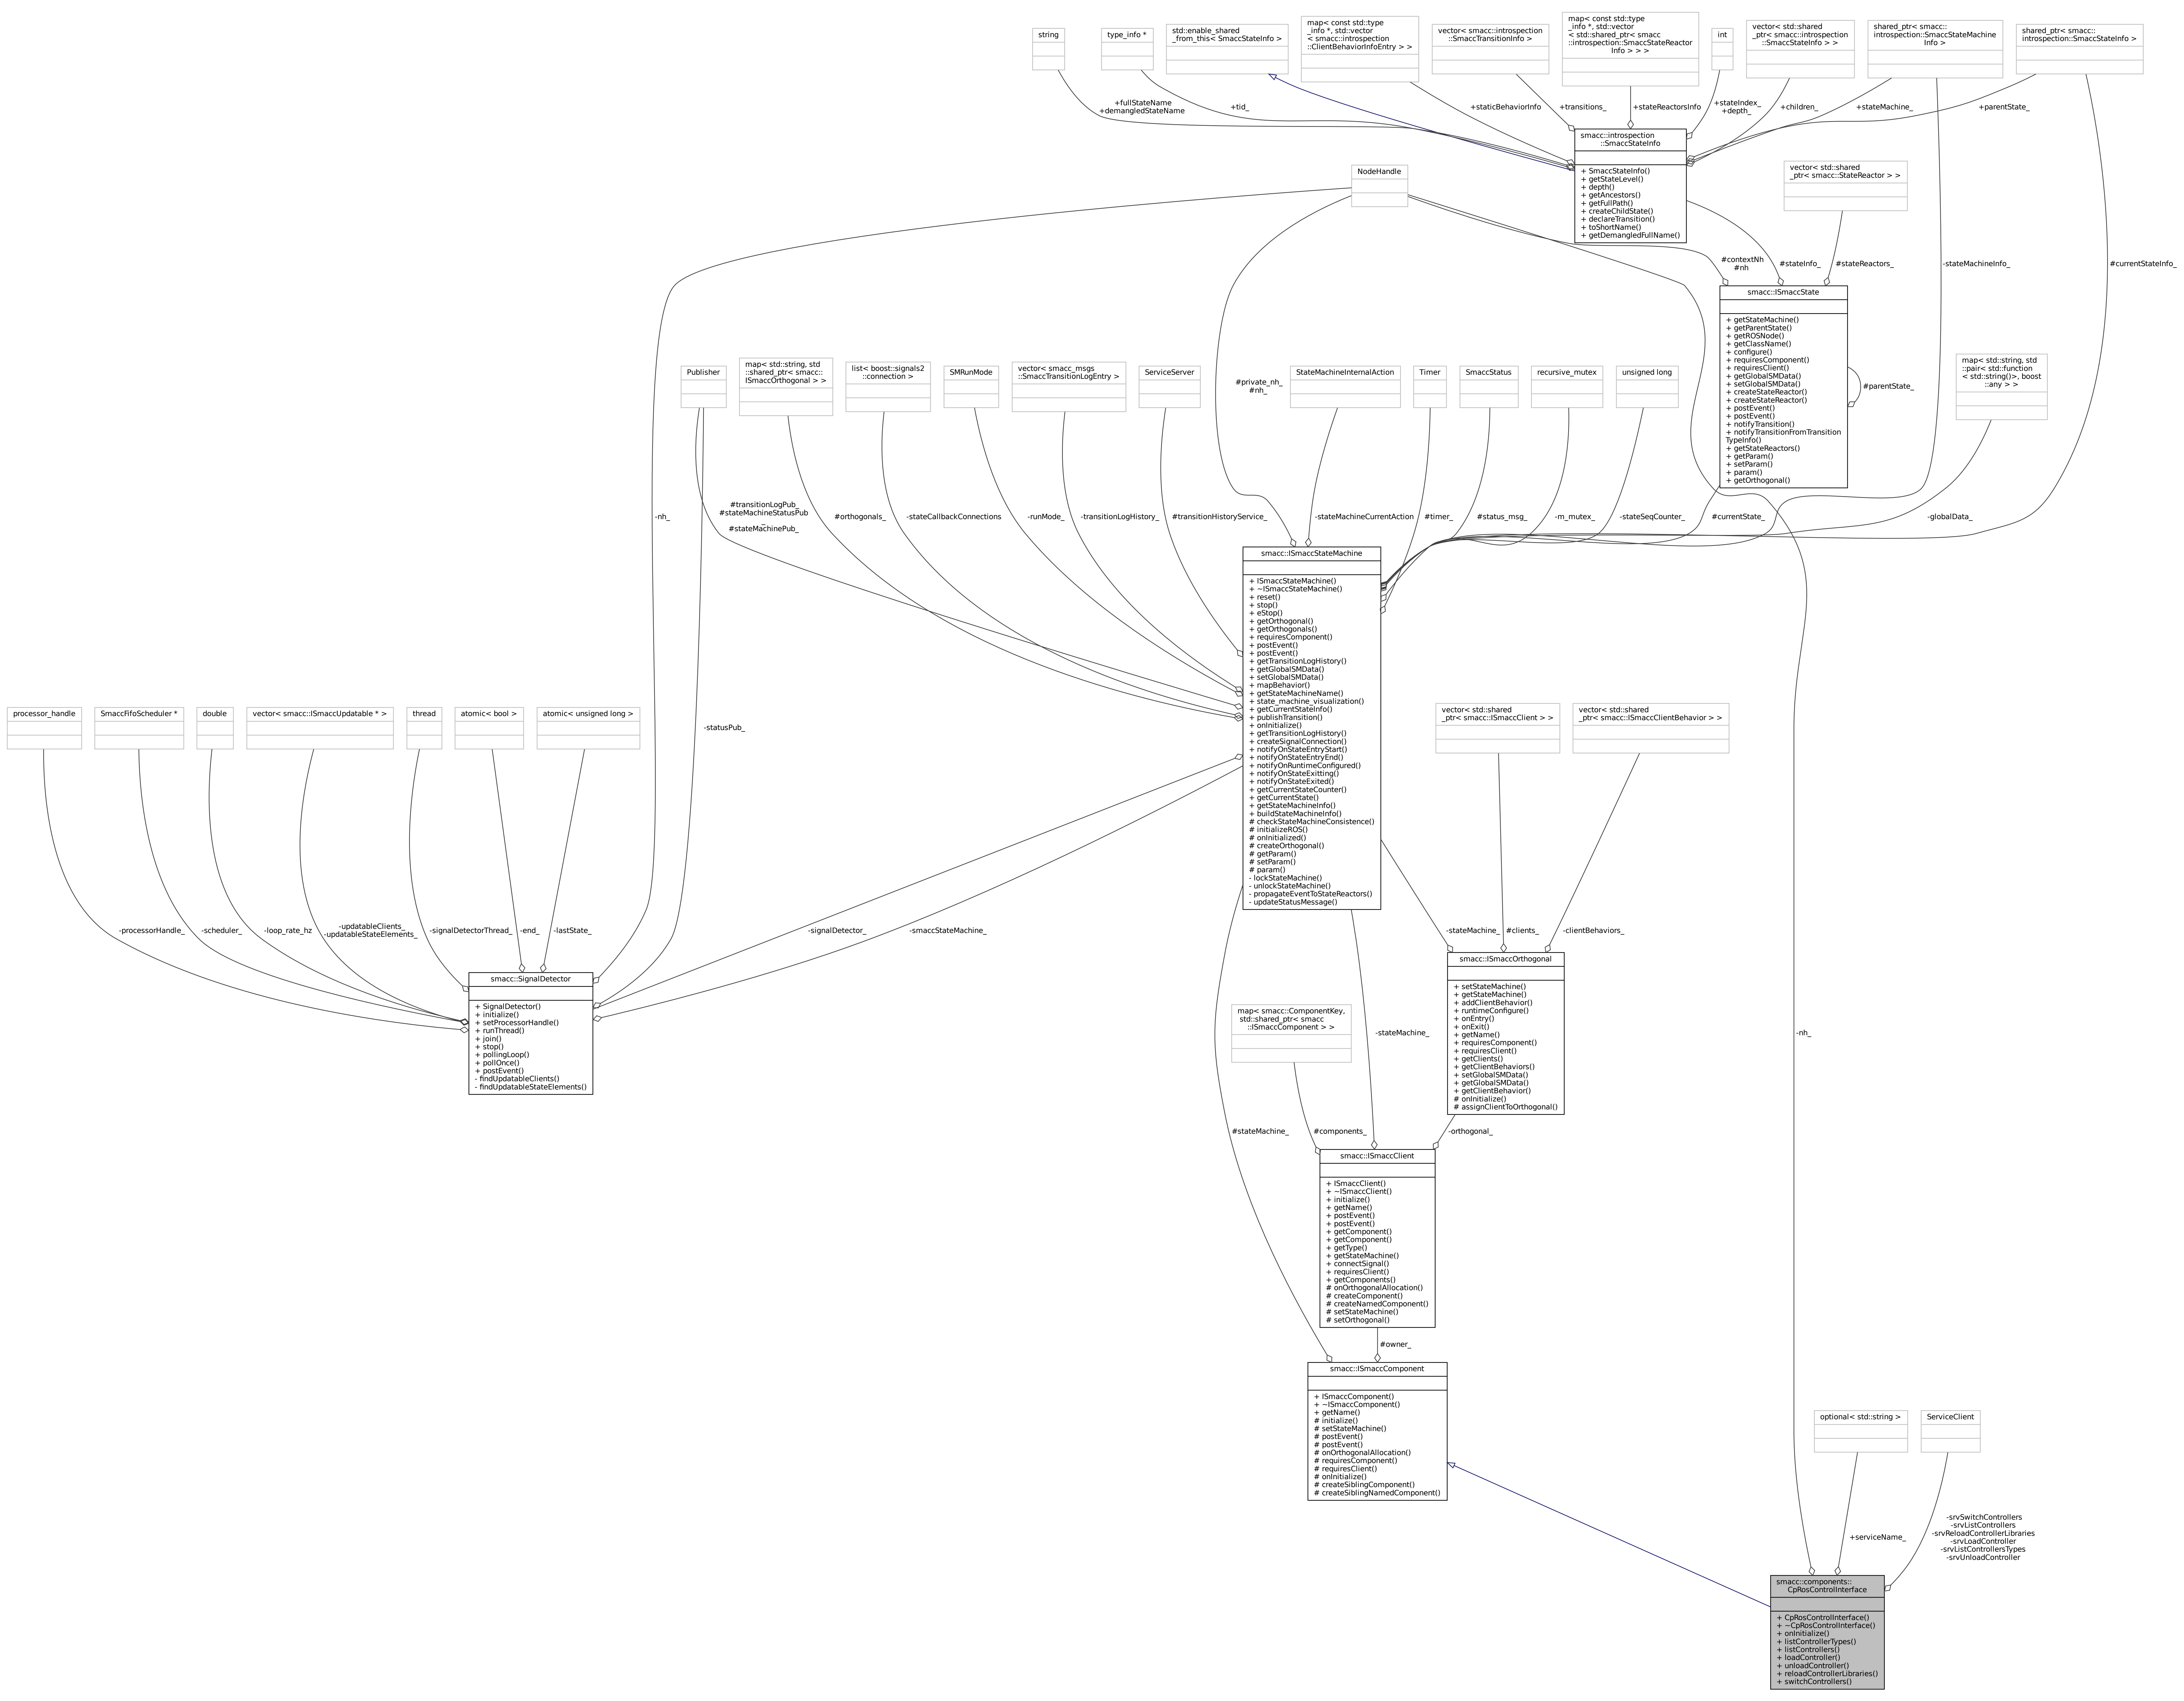 string
type_info *
std::enable_shared
_from_this< SmaccStateInfo >
map< const std::type
_info *, std::vector
< smacc::introspection
::ClientBehaviorInfoEntry > >
vector< smacc::introspection
::SmaccTransitionInfo >
map< const std::type
_info *, std::vector
< std::shared_ptr< smacc
::introspection::SmaccStateReactor
Info > > >
int
vector< std::shared
_ptr< smacc::introspection
::SmaccStateInfo > >
shared_ptr< smacc::
introspection::SmaccStateMachine
Info >
shared_ptr< smacc::
introspection::SmaccStateInfo >
+fullStateName
+demangledStateName
+tid_
+staticBehaviorInfo
+transitions_
+stateReactorsInfo
+stateIndex_
+depth_
+children_
+stateMachine_
+parentState_
smacc::introspection
::SmaccStateInfo
+ SmaccStateInfo()
+ getStateLevel()
+ depth()
+ getAncestors()
+ getFullPath()
+ createChildState()
+ declareTransition()
+ toShortName()
+ getDemangledFullName()
NodeHandle
vector< std::shared
_ptr< smacc::StateReactor > >
#contextNh
#nh
#stateInfo_
#stateReactors_
-stateMachineInfo_
#currentStateInfo_
smacc::ISmaccState
+ getStateMachine()
+ getParentState()
+ getROSNode()
+ getClassName()
+ configure()
+ requiresComponent()
+ requiresClient()
+ getGlobalSMData()
+ setGlobalSMData()
+ createStateReactor()
+ createStateReactor()
+ postEvent()
+ postEvent()
+ notifyTransition()
+ notifyTransitionFromTransition
TypeInfo()
+ getStateReactors()
+ getParam()
+ setParam()
+ param()
+ getOrthogonal()
#parentState_
map< std::string, std
::pair< std::function
< std::string()>, boost
::any > >
Publisher
map< std::string, std
::shared_ptr< smacc::
ISmaccOrthogonal > >
list< boost::signals2
::connection >
SMRunMode
vector< smacc_msgs
::SmaccTransitionLogEntry >
ServiceServer
#private_nh_
#nh_
StateMachineInternalAction
Timer
SmaccStatus
recursive_mutex
unsigned long
-nh_
#transitionLogPub_
#stateMachineStatusPub
_
#stateMachinePub_
#orthogonals_
-stateCallbackConnections
-runMode_
-transitionLogHistory_
#transitionHistoryService_
-stateMachineCurrentAction
#timer_
#status_msg_
-m_mutex_
-stateSeqCounter_
#currentState_
-globalData_
smacc::ISmaccStateMachine
+ ISmaccStateMachine()
+ ~ISmaccStateMachine()
+ reset()
+ stop()
+ eStop()
+ getOrthogonal()
+ getOrthogonals()
+ requiresComponent()
+ postEvent()
+ postEvent()
+ getTransitionLogHistory()
+ getGlobalSMData()
+ setGlobalSMData()
+ mapBehavior()
+ getStateMachineName()
+ state_machine_visualization()
+ getCurrentStateInfo()
+ publishTransition()
+ onInitialize()
+ getTransitionLogHistory()
+ createSignalConnection()
+ notifyOnStateEntryStart()
+ notifyOnStateEntryEnd()
+ notifyOnRuntimeConfigured()
+ notifyOnStateExitting()
+ notifyOnStateExited()
+ getCurrentStateCounter()
+ getCurrentState()
+ getStateMachineInfo()
+ buildStateMachineInfo()
# checkStateMachineConsistence()
# initializeROS()
# onInitialized()
# createOrthogonal()
# getParam()
# setParam()
# param()
- lockStateMachine()
- unlockStateMachine()
- propagateEventToStateReactors()
- updateStatusMessage()
processor_handle
SmaccFifoScheduler *
double
vector< smacc::ISmaccUpdatable * >
thread
atomic< bool >
atomic< unsigned long >
-statusPub_
vector< std::shared
_ptr< smacc::ISmaccClient > >
vector< std::shared
_ptr< smacc::ISmaccClientBehavior > >
-processorHandle_
-scheduler_
-loop_rate_hz
-updatableClients_
-updatableStateElements_
-signalDetectorThread_
-end_
-lastState_
-signalDetector_
-smaccStateMachine_
-stateMachine_
#clients_
-clientBehaviors_
smacc::SignalDetector
+ SignalDetector()
+ initialize()
+ setProcessorHandle()
+ runThread()
+ join()
+ stop()
+ pollingLoop()
+ pollOnce()
+ postEvent()
- findUpdatableClients()
- findUpdatableStateElements()
smacc::ISmaccOrthogonal
+ setStateMachine()
+ getStateMachine()
+ addClientBehavior()
+ runtimeConfigure()
+ onEntry()
+ onExit()
+ getName()
+ requiresComponent()
+ requiresClient()
+ getClients()
+ getClientBehaviors()
+ setGlobalSMData()
+ getGlobalSMData()
+ getClientBehavior()
# onInitialize()
# assignClientToOrthogonal()
map< smacc::ComponentKey,
std::shared_ptr< smacc
::ISmaccComponent > >
-stateMachine_
-nh_
#stateMachine_
#components_
-orthogonal_
smacc::ISmaccClient
+ ISmaccClient()
+ ~ISmaccClient()
+ initialize()
+ getName()
+ postEvent()
+ postEvent()
+ getComponent()
+ getComponent()
+ getType()
+ getStateMachine()
+ connectSignal()
+ requiresClient()
+ getComponents()
# onOrthogonalAllocation()
# createComponent()
# createNamedComponent()
# setStateMachine()
# setOrthogonal()
#owner_
smacc::ISmaccComponent
+ ISmaccComponent()
+ ~ISmaccComponent()
+ getName()
# initialize()
# setStateMachine()
# postEvent()
# postEvent()
# onOrthogonalAllocation()
# requiresComponent()
# requiresClient()
# onInitialize()
# createSiblingComponent()
# createSiblingNamedComponent()
optional< std::string >
ServiceClient
+serviceName_
-srvSwitchControllers
-srvListControllers
-srvReloadControllerLibraries
-srvLoadController
-srvListControllersTypes
-srvUnloadController
smacc::components::
CpRosControlInterface
+ CpRosControlInterface()
+ ~CpRosControlInterface()
+ onInitialize()
+ listControllerTypes()
+ listControllers()
+ loadController()
+ unloadController()
+ reloadControllerLibraries()
+ switchControllers()